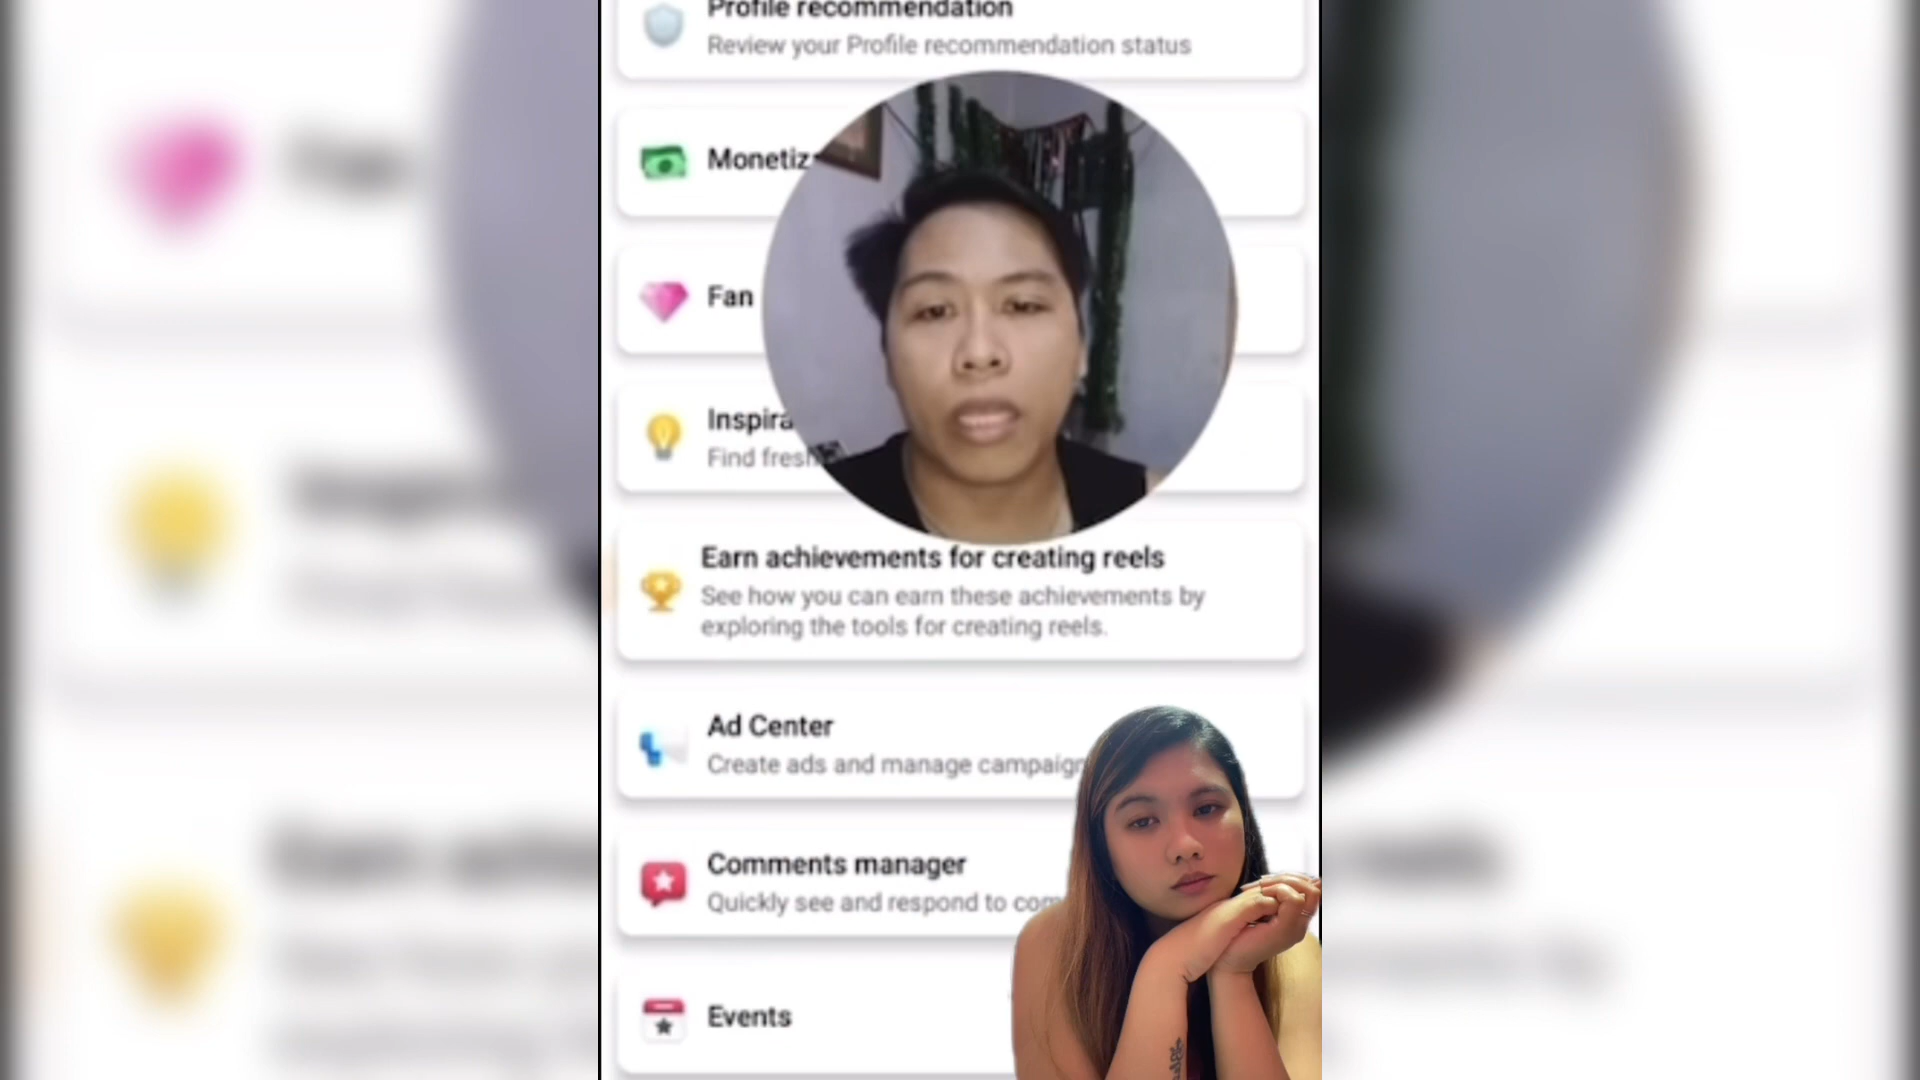 Profile recommendation
Review your Profile recommendation status
Monetiz
Fan
Inspira
Find fresh
Earn achievements for creating reels
See how you can earn these achievements by
exploring the tools for creating reels.
Ad Center
Create ads and manage campaign
Comments manager
Quickly see and respond to com
Events